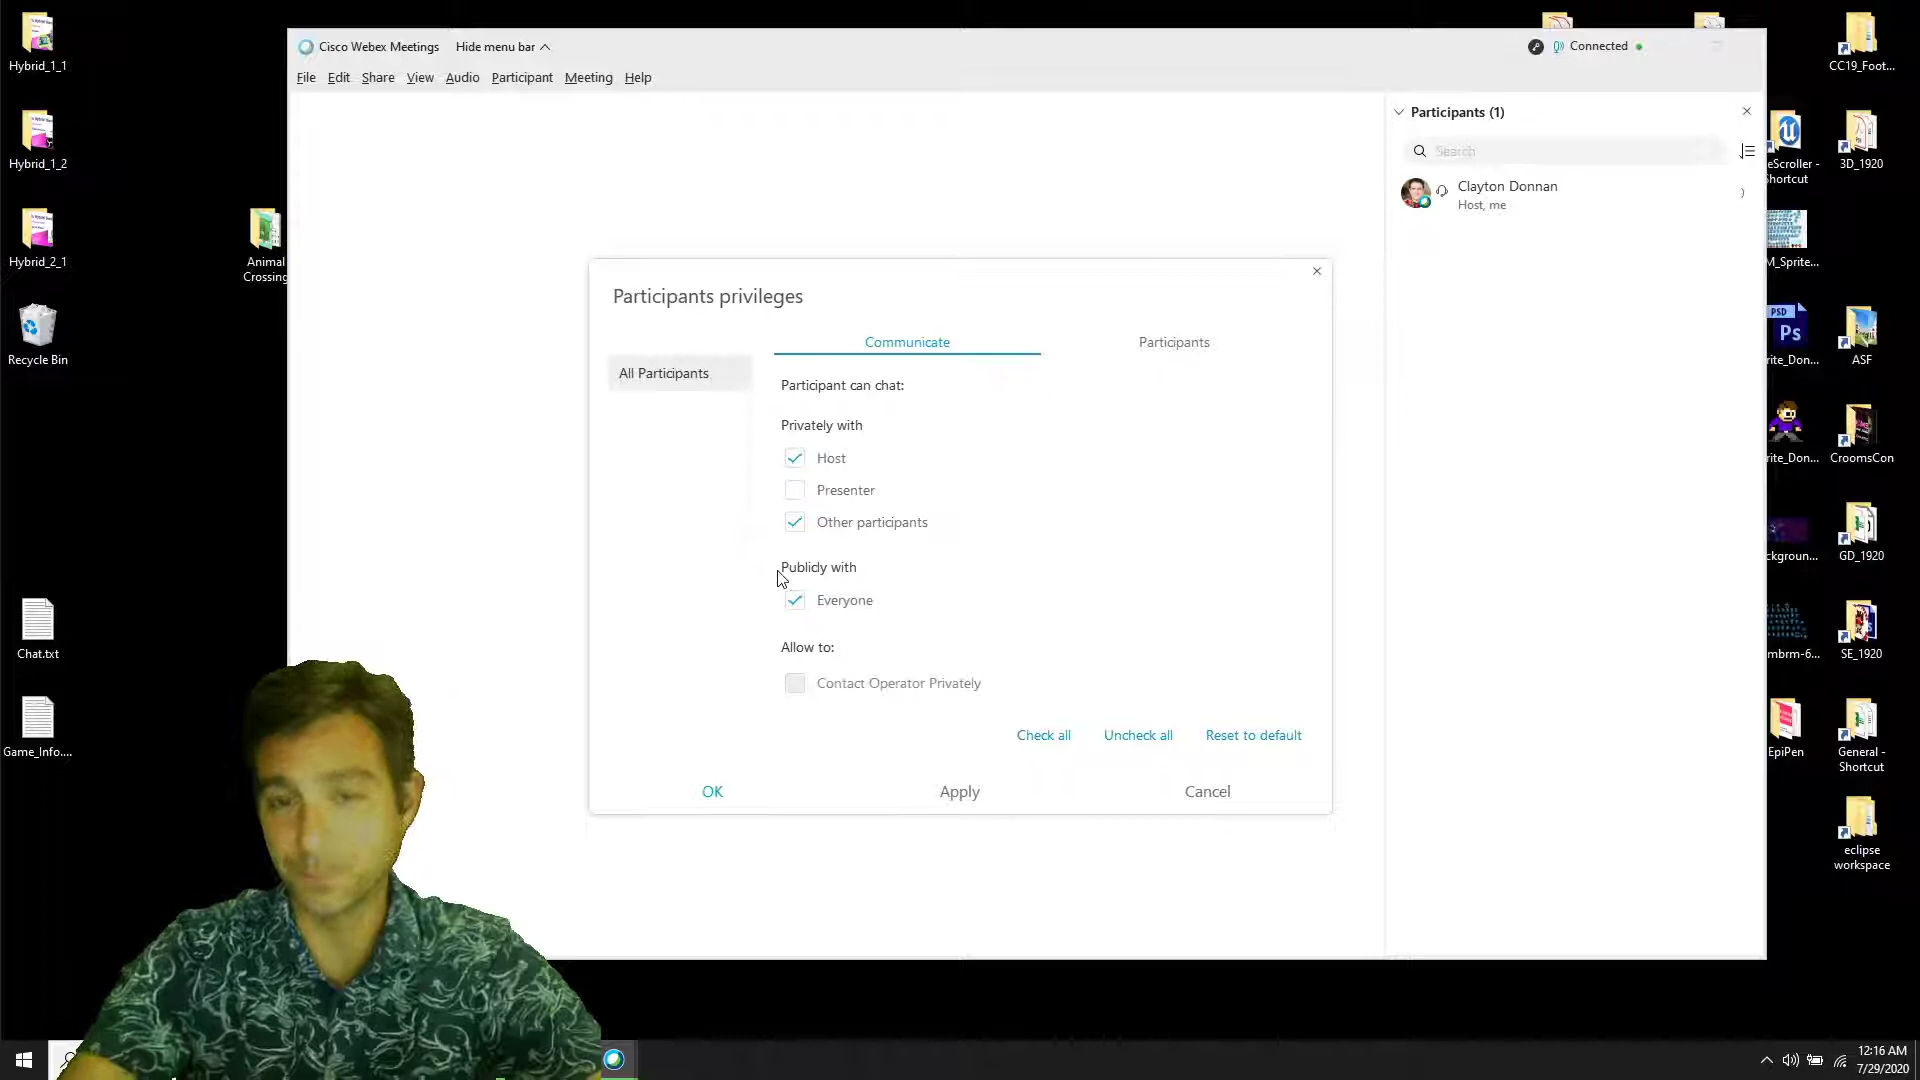 Hybrid_1_1
Hybrid_1_2
Hybrid_2_1
Recycle Bin
Animal
Crossing
Chat.txt
Game_Info....
Cisco Webex Meetings
Hide menu bar
Connected
File
Edit
Share
View
Audio
Participant
Meeting
Help
Participants (1)
Search
Clayton Donnan
Host, me
Participants privileges
Communicate
Participants
All Participants
Participant can chat:
Privately with
Host
Presenter
Other participants
Publicly with
Everyone
Allow to:
Contact Operator Privately
Check all
Uncheck all
Reset to default
OK
Apply
Cancel
eScroller -
Shortcut
M_Sprite...
PSD
Ps
rite_Don...
rite_Don...
ckgroun...
mbrm-6...
EpiPen
CC19_Foot...
3D_1920
ASF
CroomsCon
GD_1920
SE_1920
General -
Shortcut
eclipse
workspace
12:16 AM
7/29/2020